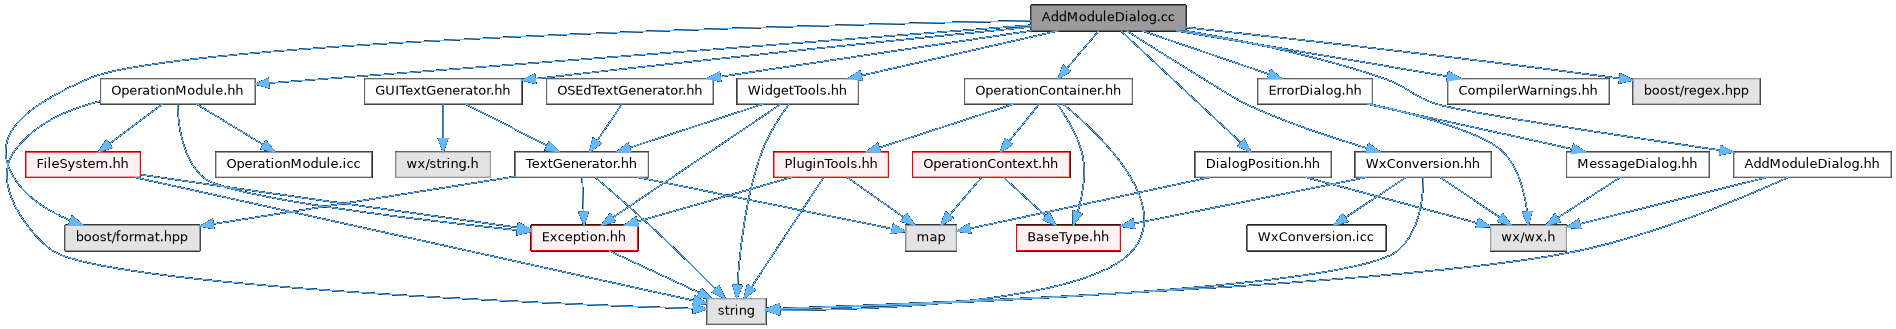 AddModuleDialog.cc
OperationModule.hh
GUITextGenerator.hh
OSEdTextGenerator.hh
WidgetTools.hh
OperationContainer.hh
ErrorDialog.hh
CompilerWarnings.hh
boost/regex.hpp
FileSystem.hh
OperationModule.icc
wx/string.h
TextGenerator.hh
PluginTools.hh
OperationContext.hh
DialogPosition.hh
WxConversion.hh
MessageDialog.hh
AddModuleDialog.hh
boost/format.hpp
Exception.hh
map
BaseType.hh
WxConversion.icc
wx/wx.h
string